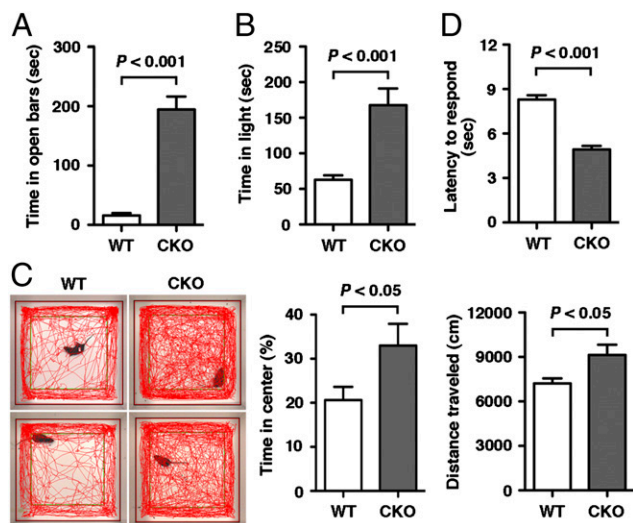 A
Time in open bars (sec)
300
200
100
0
P < 0.001
WT
CKO
B
Time in light (sec)
250
200
150
100
50
0
P < 0.001
WT
CKO
D
Latency to respond
(sec)
12
9
6
3
0
P < 0.001
WT
CKO
C
WT
CKO
Time in center (%)
40
30
20
10
0
P < 0.05
WT
CKO
Distance traveled (cm)
12000
9000
6000
3000
0
P < 0.05
WT
CKO